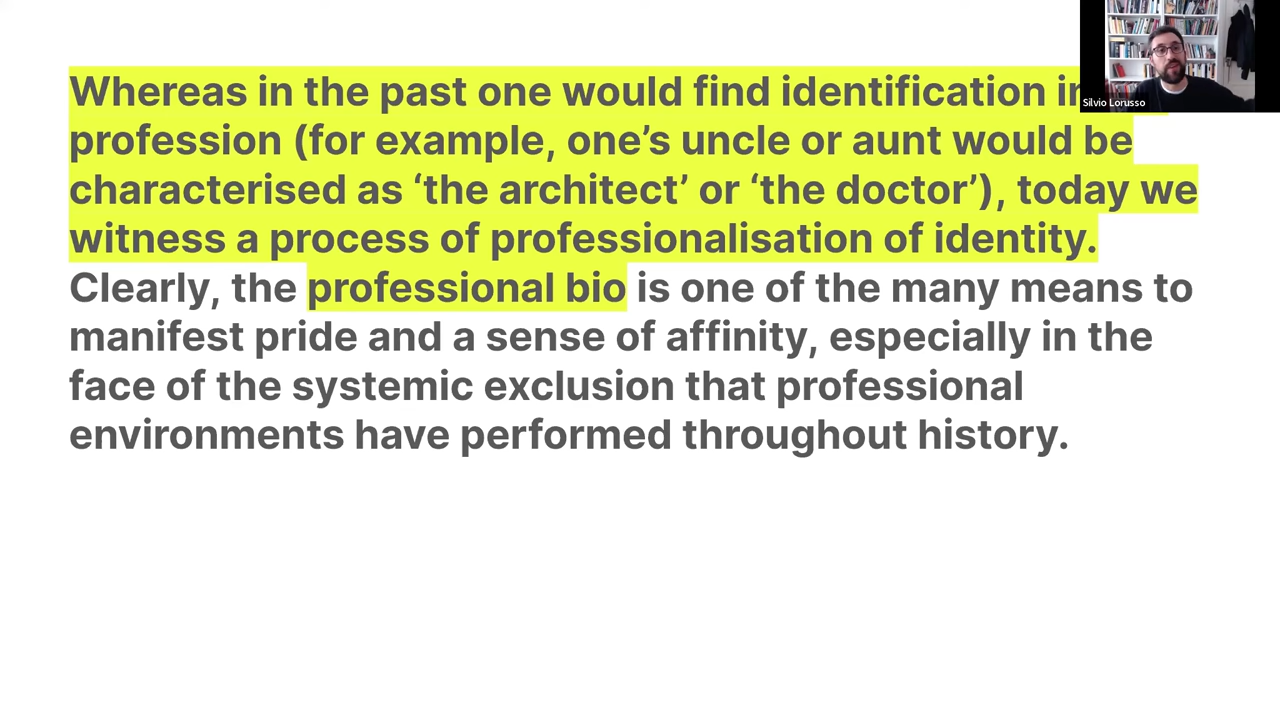 Whereas in the past one would find identification in
profession (for example, one’s uncle or aunt would be
characterised as ‘the architect’ or ‘the doctor’), today we
witness a process of professionalisation of identity.
Clearly, the professional bio is one of the many means to
manifest pride and a sense of affinity, especially in the
face of the systemic exclusion that professional
environments have performed throughout history.
Silvio Lorusso